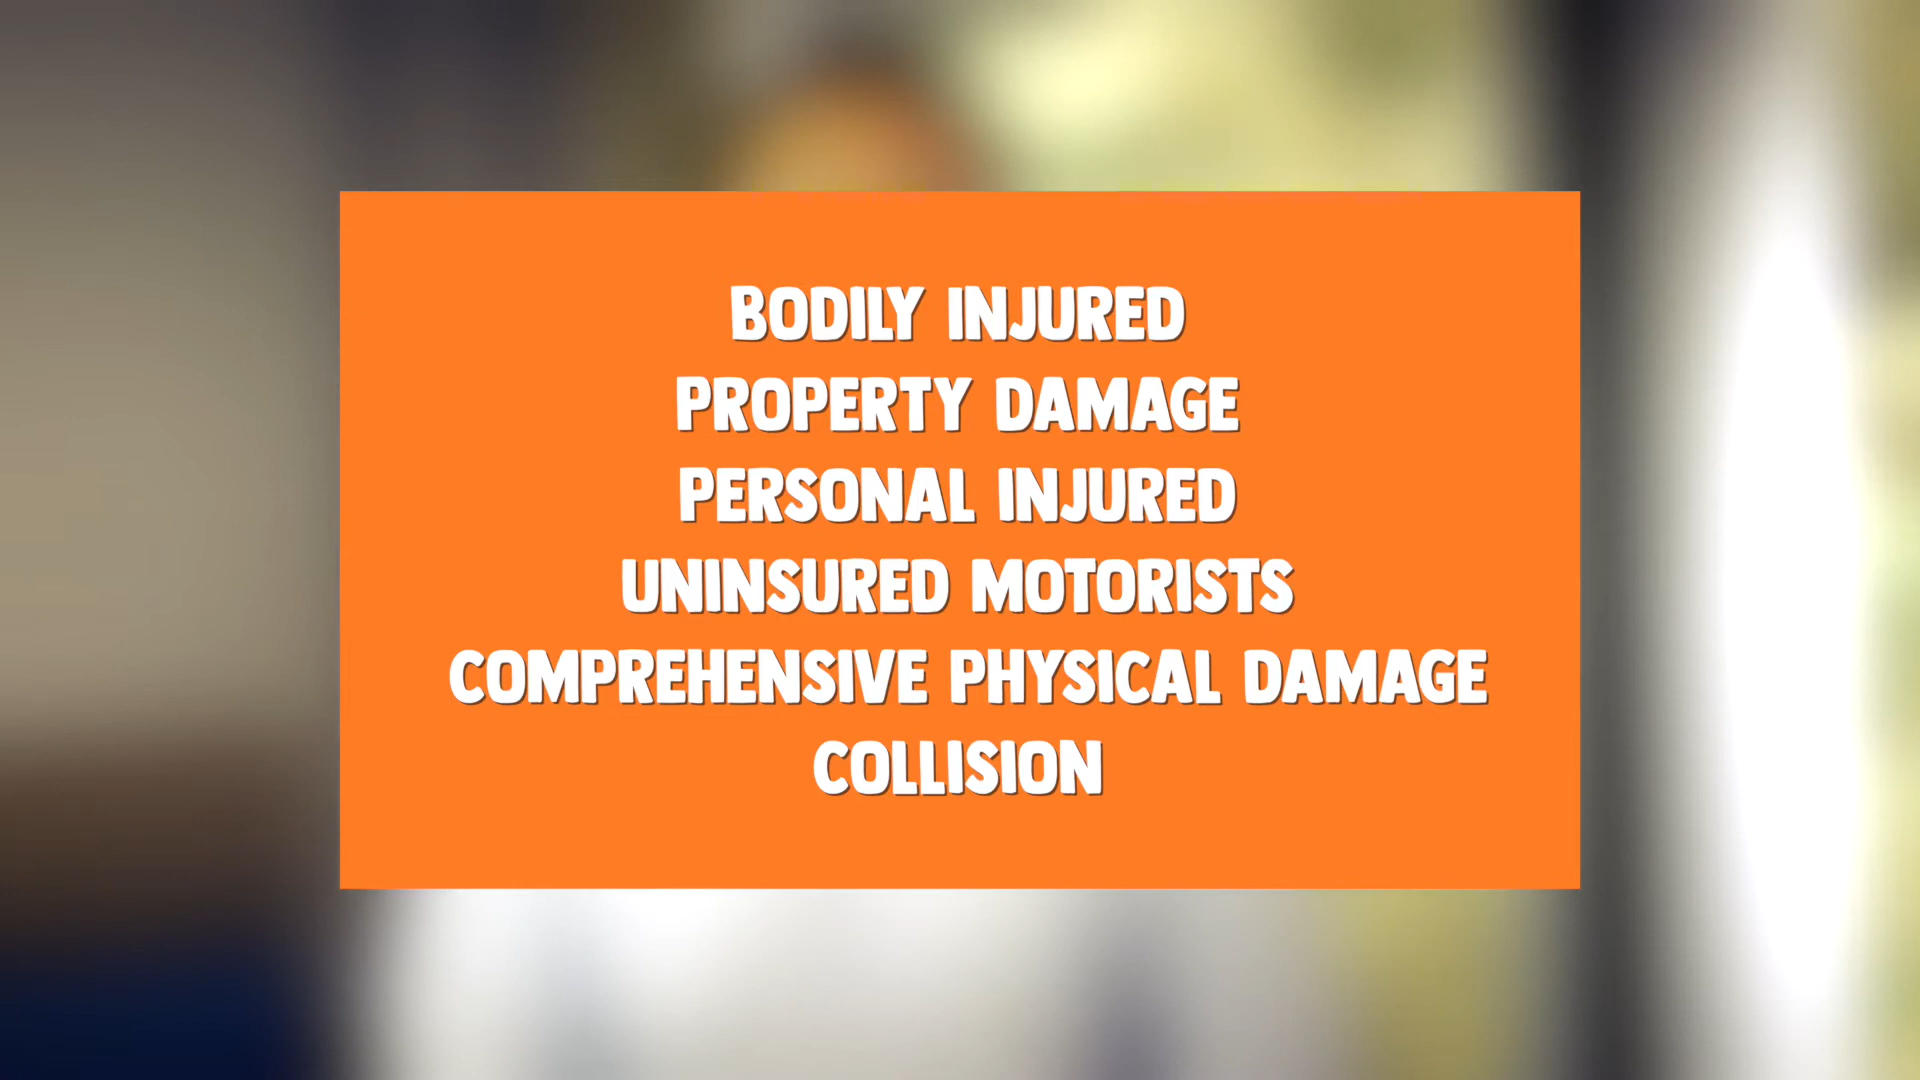 BODILY INJURED
PROPERTY DAMAGE
PERSONAL INJURED
UNINSURED MOTORISTS
COMPREHENSIVE PHYSICAL DAMAGE
COLLISION